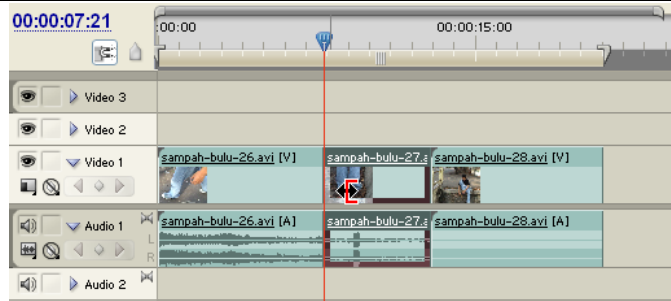 00:00:07:21
:00:00 00:00:15:00
Video 3
Video 2
Video 1
sampah-bulu-26.avi [V] sampah-bulu-27.a sampah-bulu-28.avi [V]
Audio 1
sampah-bulu-26.avi [A] sampah-bulu-27.a sampah-bulu-28.avi [A]
L
R
Audio 2